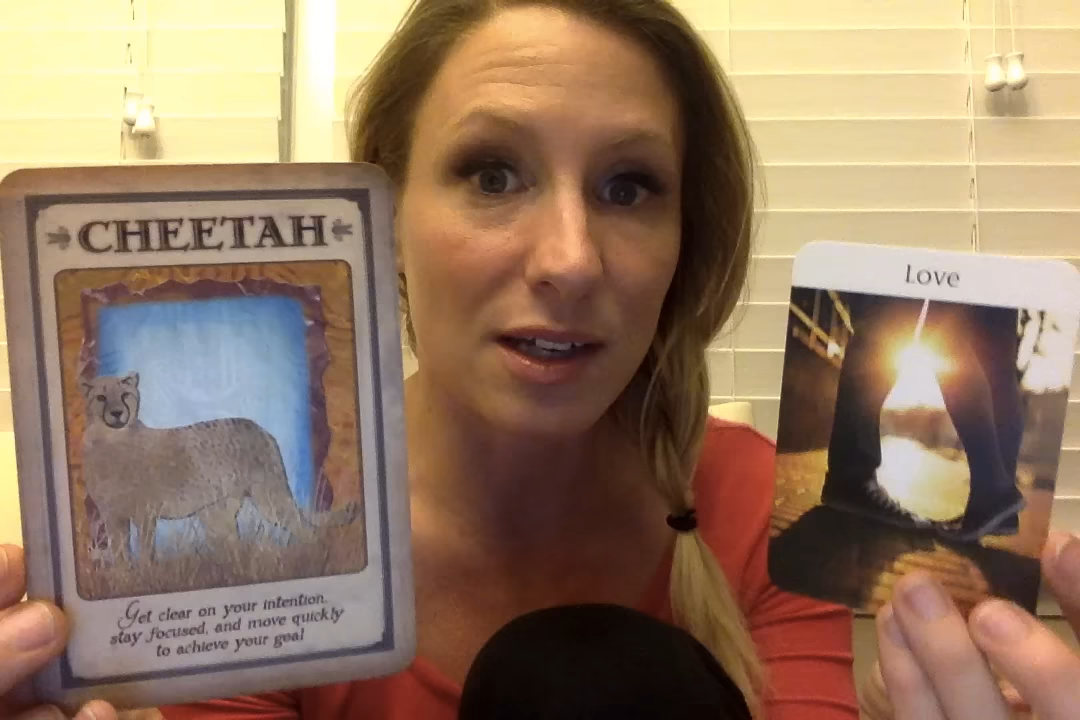 CHEETAH
Get clear on your intention.
stay focused, and move quickly
to achieve your goal
Love